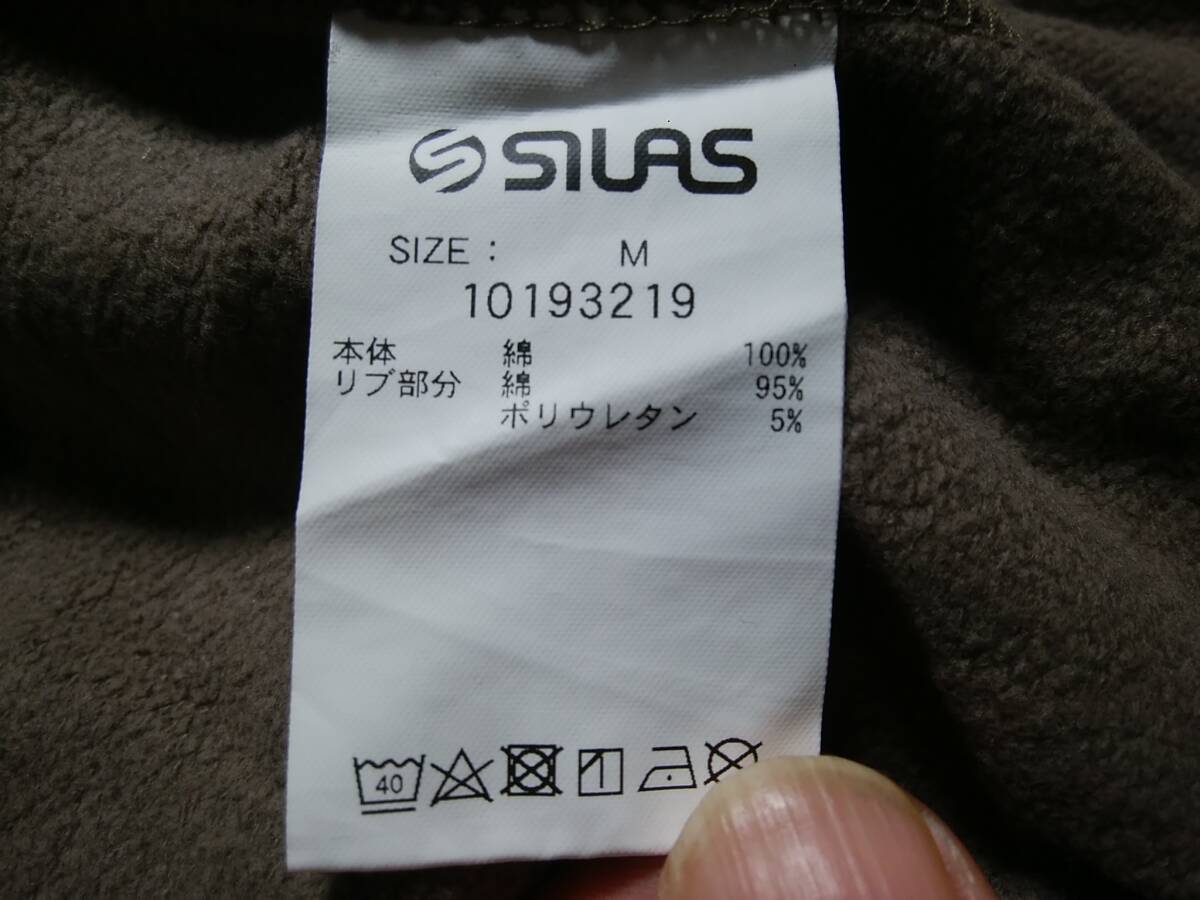 SILAS
SIZE: M
10193219
本体 綿 100%
リブ部分 綿 95%
ポリウレタン 5%
40